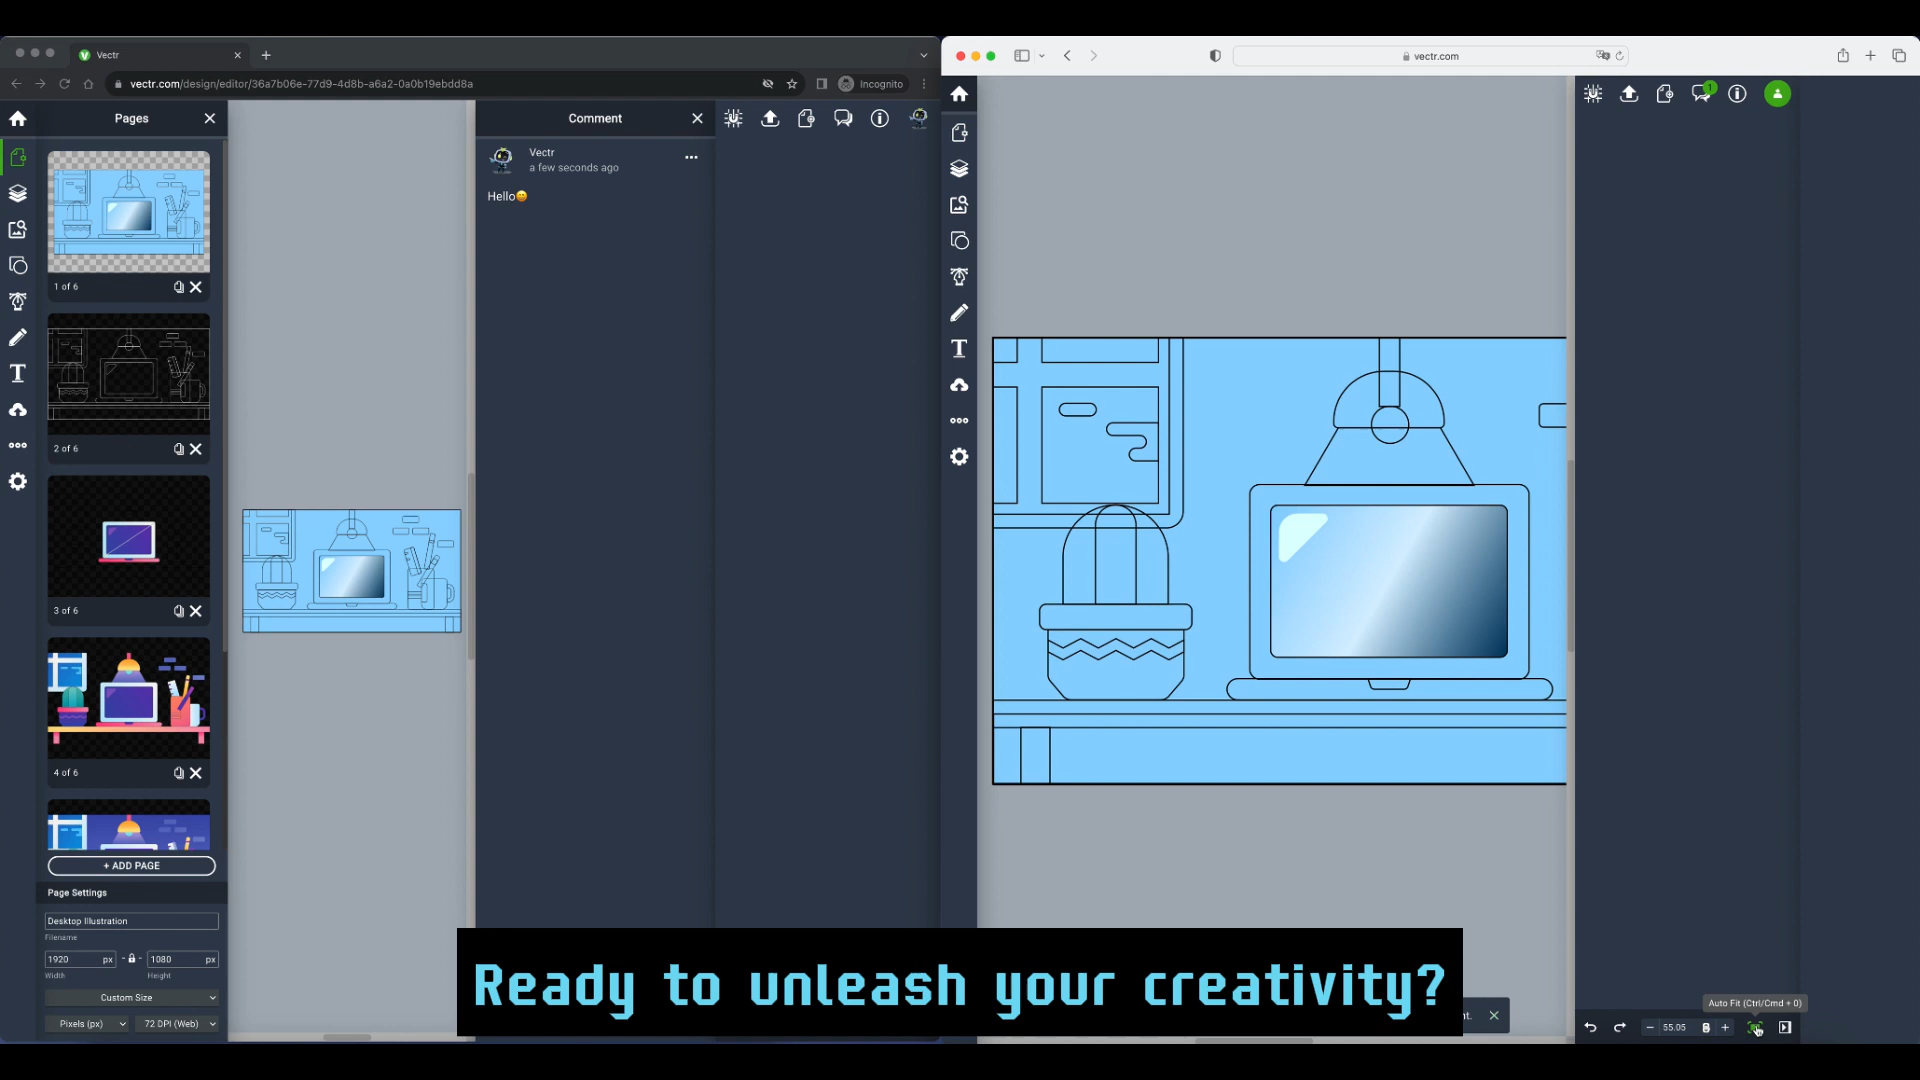 Vectr
vectr.com/design/editor/36a7b06e-77d9-4d8b-a6a2-0a0b19ebdd8a
Incognito
vectr.com
Pages
Comment
Vectr
a few seconds ago
Hello😊
1 of 6
2 of 6
3 of 6
4 of 6
+ ADD PAGE
Page Settings
Desktop Illustration
Filename
1920 px
1080 px
Width
Height
Custom Size
Pixels (px)
72 DPI (Web)
Ready to unleash your creativity?
t.
Auto Fit (Ctrl/Cmd + 0)
55.05
1